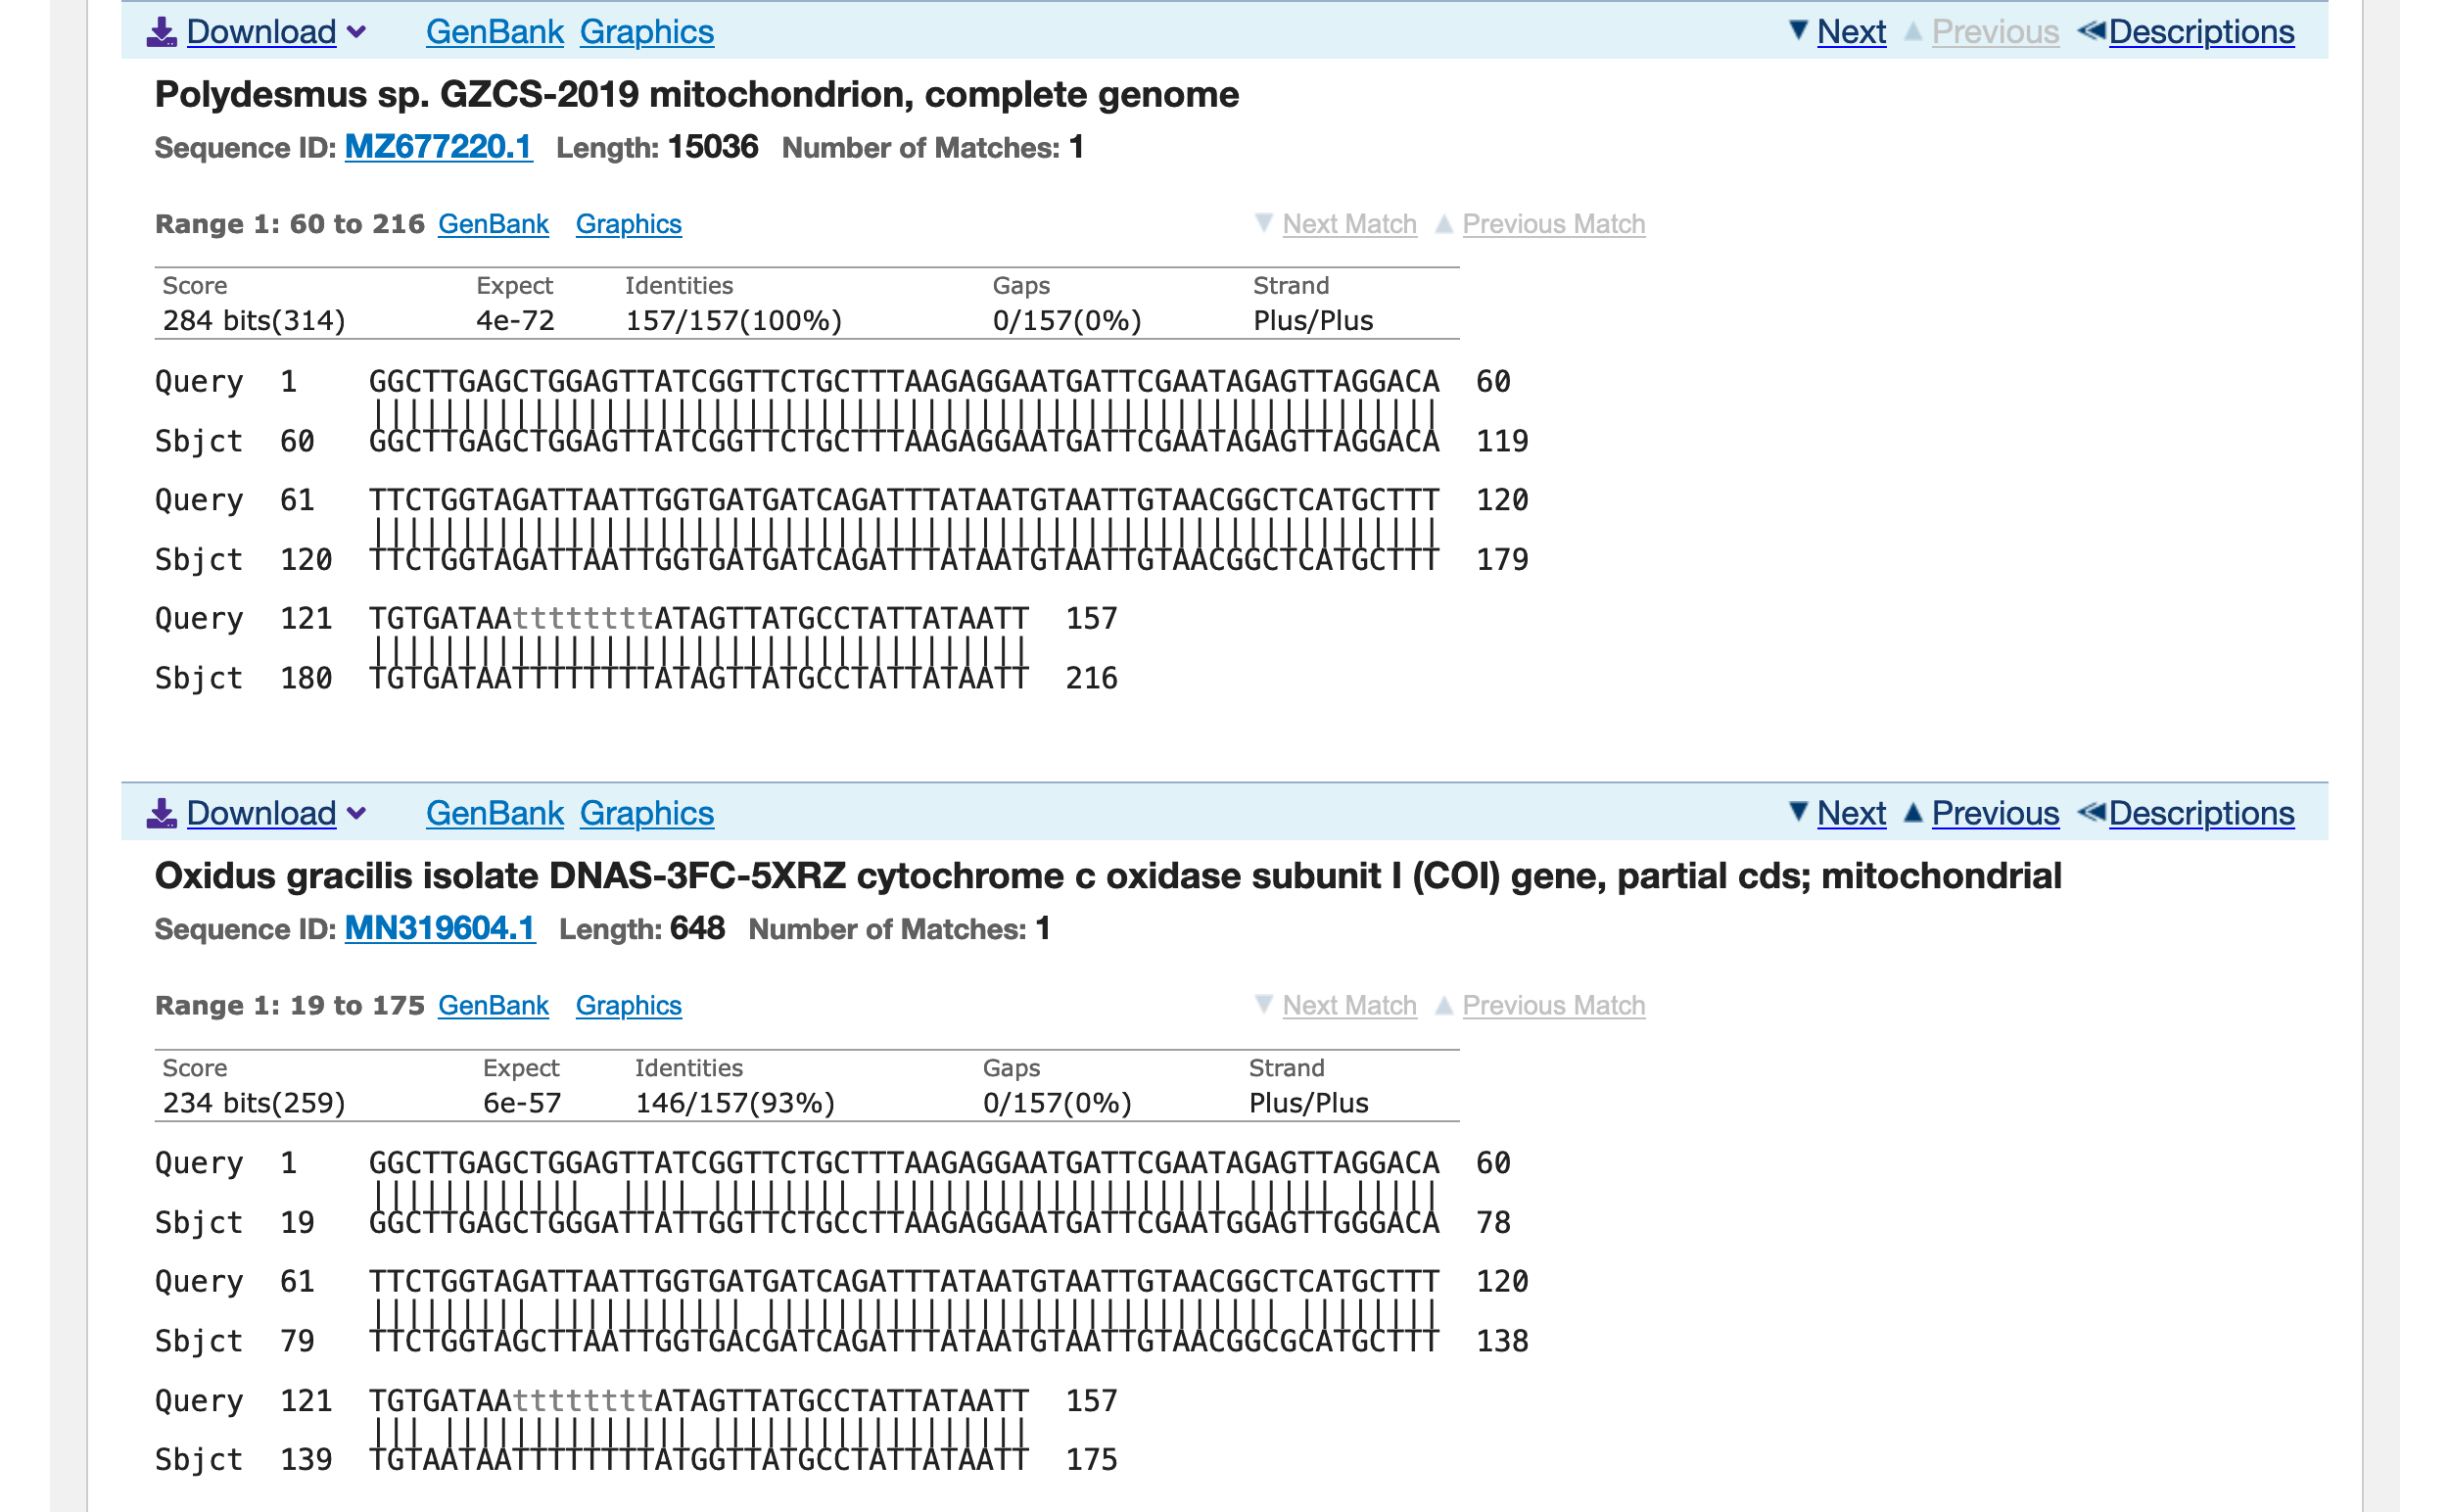 Download GenBank Graphics Next Previous Descriptions
Polydesmus sp. GZCS-2019 mitochondrion, complete genome
Sequence ID: MZ677220.1 Length: 15036 Number of Matches: 1
Range 1: 60 to 216 GenBank Graphics Next Match Previous Match
Score Expect Identities Gaps Strand
284 bits(314) 4e-72 157/157(100%) 0/157(0%) Plus/Plus
Query 1 GGCTTGAGCTGGAGTTATCGGTTCTGCTTTAAGAGGAATGATTCGAATAGAGTTAGGACA 60
||||||||||||||||||||||||||||||||||||||||||||||||||||||||||||
Sbjct 60 GGCTTGAGCTGGAGTTATCGGTTCTGCTTTAAGAGGAATGATTCGAATAGAGTTAGGACA 119
Query 61 TTCTGGTAGATTAATTGGTGATGATCAGATTTATAATGTAATTGTAACGGCTCATGCTTT 120
||||||||||||||||||||||||||||||||||||||||||||||||||||||||||||
Sbjct 120 TTCTGGTAGATTAATTGGTGATGATCAGATTTATAATGTAATTGTAACGGCTCATGCTTT 179
Query 121 TGTGATAAttttttttATAGTTATGCCTATTATAATT 157
|||||||||||||||||||||||||||||||||||||
Sbjct 180 TGTGATAATTTTTTTTATAGTTATGCCTATTATAATT 216
Download GenBank Graphics Next Previous Descriptions
Oxidus gracilis isolate DNAS-3FC-5XRZ cytochrome c oxidase subunit I (COI) gene, partial cds; mitochondrial
Sequence ID: MN319604.1 Length: 648 Number of Matches: 1
Range 1: 19 to 175 GenBank Graphics Next Match Previous Match
Score Expect Identities Gaps Strand
234 bits(259) 6e-57 146/157(93%) 0/157(0%) Plus/Plus
Query 1 GGCTTGAGCTGGAGTTATCGGTTCTGCTTTAAGAGGAATGATTCGAATAGAGTTAGGACA 60
||||||||||||  |||| |||||||| |||||||||||||||||||| ||||| |||||
Sbjct 19 GGCTTGAGCTGGGATTATTGGTTCTGCCTTAAGAGGAATGATTCGAATGGAGTTGGGACA 78
Query 61 TTCTGGTAGATTAATTGGTGATGATCAGATTTATAATGTAATTGTAACGGCTCATGCTTT 120
||||||||| ||||||||||| ||||||||||||||||||||||||||||| ||||||||
Sbjct 79 TTCTGGTAGCTTAATTGGTGACGATCAGATTTATAATGTAATTGTAACGGCGCATGCTTT 138
Query 121 TGTGATAAttttttttATAGTTATGCCTATTATAATT 157
||| |||||||||||||| ||||||||||||||||||
Sbjct 139 TGTAATAATTTTTTTTATGGTTATGCCTATTATAATT 175